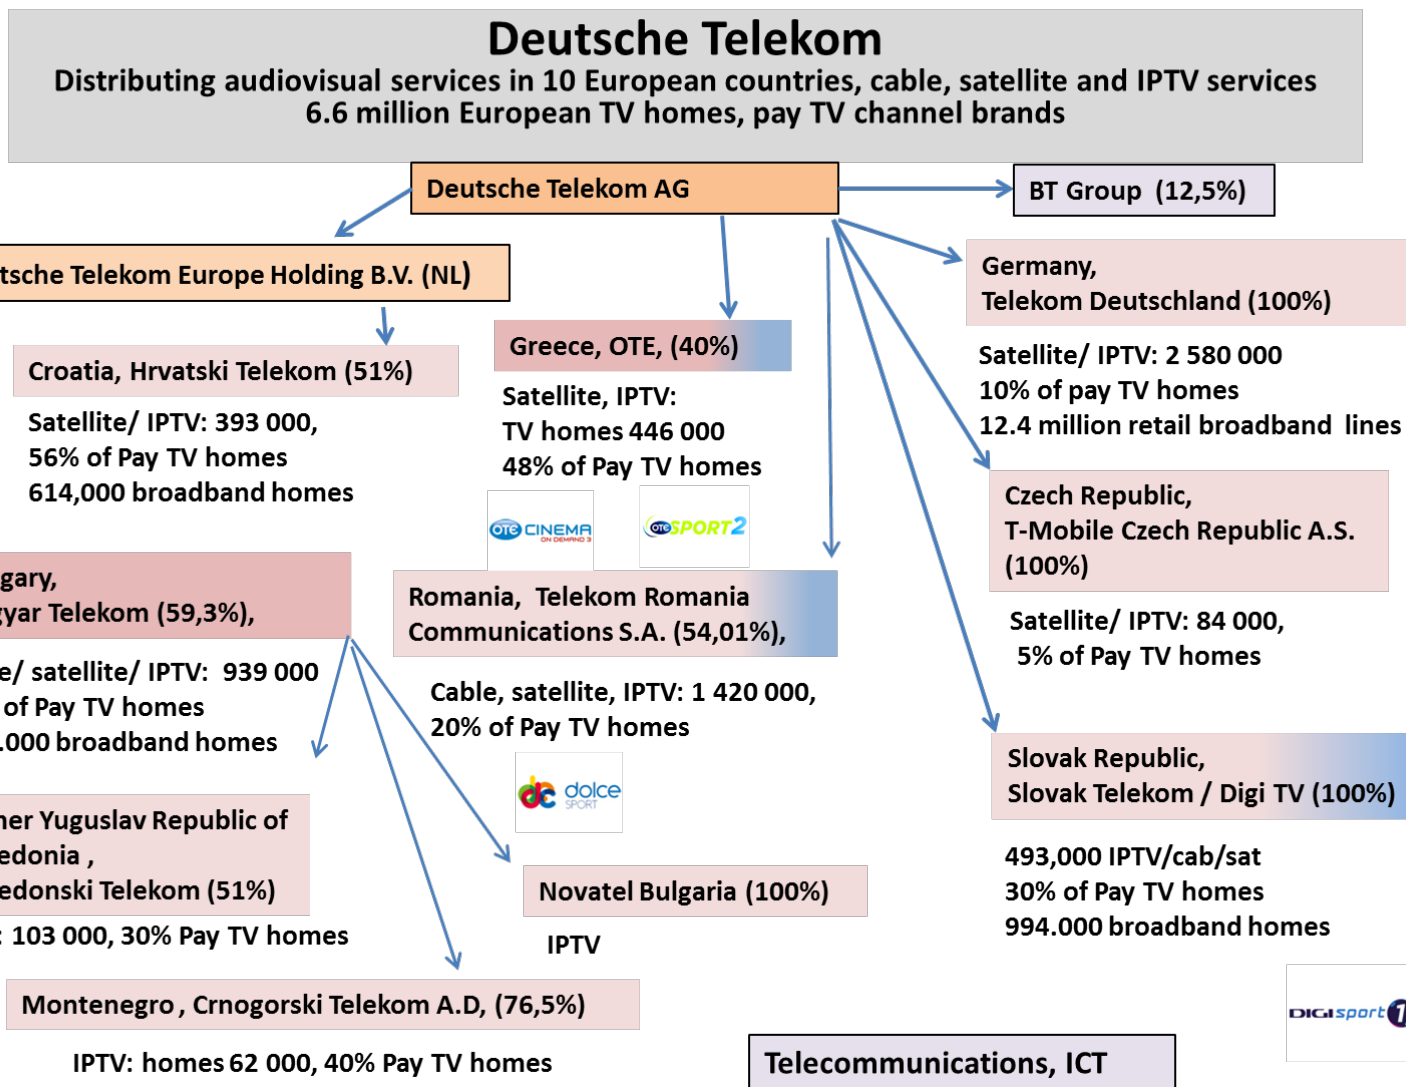 Deutsche Telekom
Distributing audiovisual services in 10 European countries, cable, satellite and IPTV services
6.6 million European TV homes, pay TV channel brands
Deutsche Telekom AG
BT Group (12,5%)
tsche Telekom Europe Holding B.V. (NL)
Germany,
Telekom Deutschland (100%)
Satellite/ IPTV: 2 580 000
10% of pay TV homes
12.4 million retail broadband lines
Greece, OTE, (40%)
Satellite, IPTV:
TV homes 446 000
48% of Pay TV homes
OTE CINEMA
ON DEMAND 3
OTE SPORT 2
Croatia, Hrvatski Telekom (51%)
Satellite/ IPTV: 393 000,
56% of Pay TV homes
614,000 broadband homes
Czech Republic,
T-Mobile Czech Republic A.S.
(100%)
Satellite/ IPTV: 84 000,
5% of Pay TV homes
gary,
yar Telekom (59,3%),
e/ satellite/ IPTV: 939 000
of Pay TV homes
.000 broadband homes
Romania, Telekom Romania
Communications S.A. (54,01%),
Cable, satellite, IPTV: 1 420 000,
20% of Pay TV homes
dolce
SPORT
Slovak Republic,
Slovak Telekom / Digi TV (100%)
493,000 IPTV/cab/sat
30% of Pay TV homes
994.000 broadband homes
ner Yuguslav Republic of
edonia ,
edonski Telekom (51%)
: 103 000, 30% Pay TV homes
Novatel Bulgaria (100%)
IPTV
Montenegro , Crnogorski Telekom A.D, (76,5%)
IPTV: homes 62 000, 40% Pay TV homes
DIGI sport 1
Telecommunications, ICT